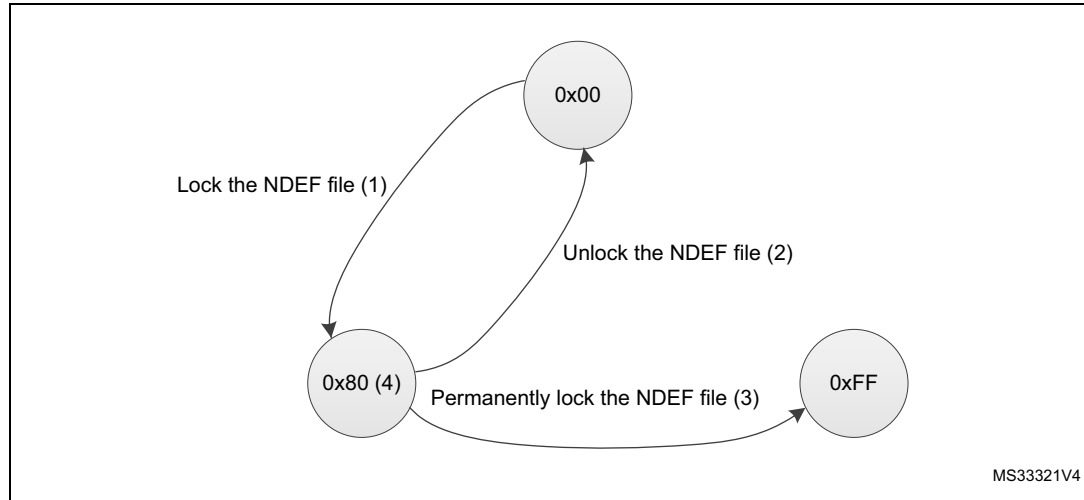 0x00
Lock the NDEF file (1)
Unlock the NDEF file (2)
0x80 (4)
Permanently lock the NDEF file (3)
0xFF
MS33321V4